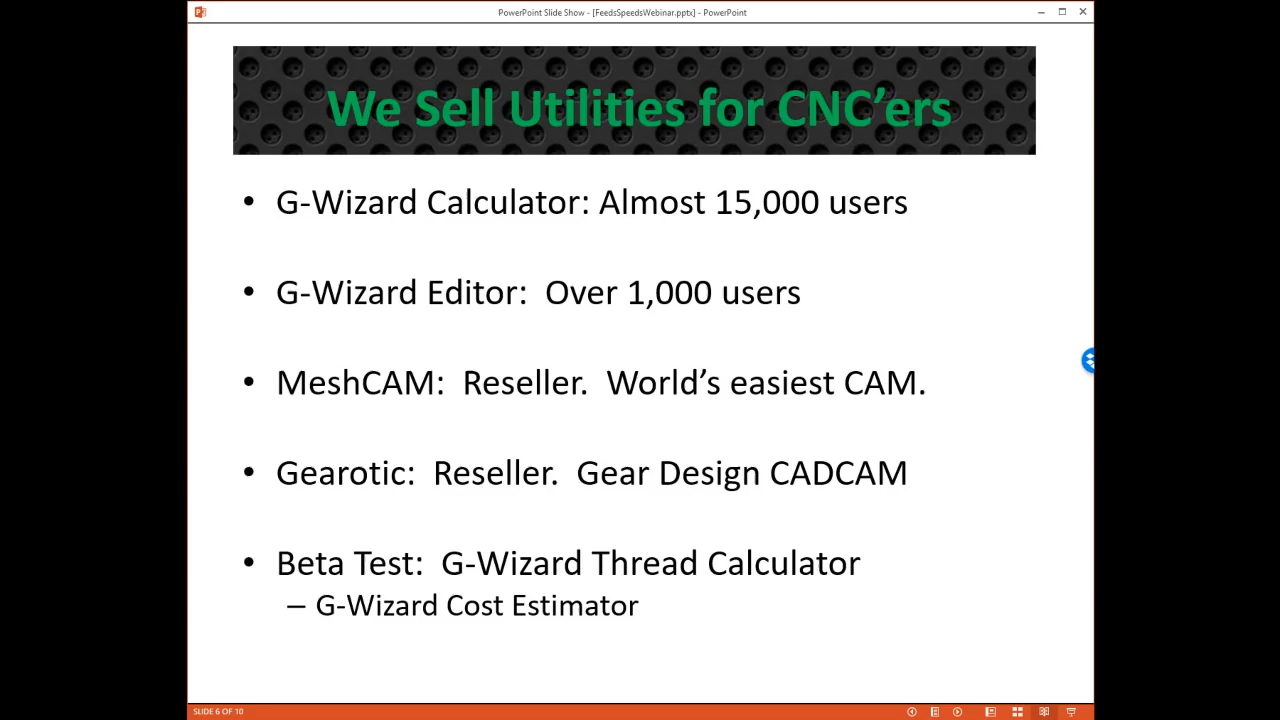 PowerPoint Slide Show - [FeedsSpeedsWebinar.pptx] - PowerPoint
We Sell Utilities for CNC’ers
• G-Wizard Calculator: Almost 15,000 users
• G-Wizard Editor:  Over 1,000 users
• MeshCAM:  Reseller.  World’s easiest CAM.
• Gearotic:  Reseller.  Gear Design CADCAM
• Beta Test:  G-Wizard Thread Calculator
– G-Wizard Cost Estimator
SLIDE 6 OF 10